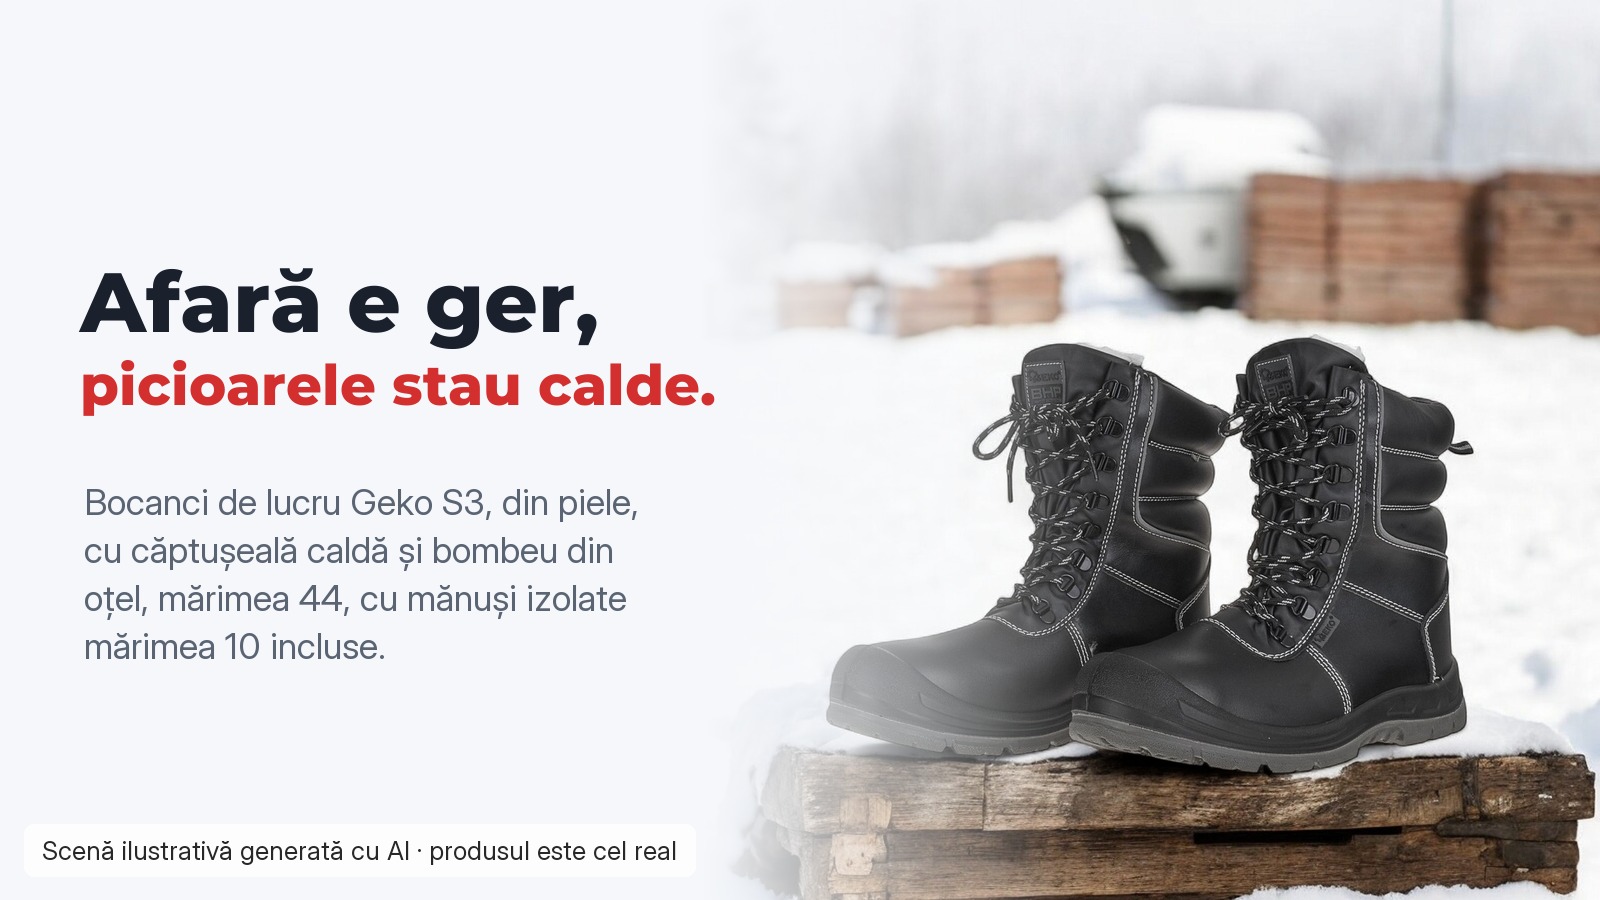 Afară e ger,
picioarele stau calde.
Bocanci de lucru Geko S3, din piele,
cu căptușeală caldă și bombeu din
oțel, mărimea 44, cu mănuși izolate
mărimea 10 incluse.
Scenă ilustrativă generată cu AI · produsul este cel real